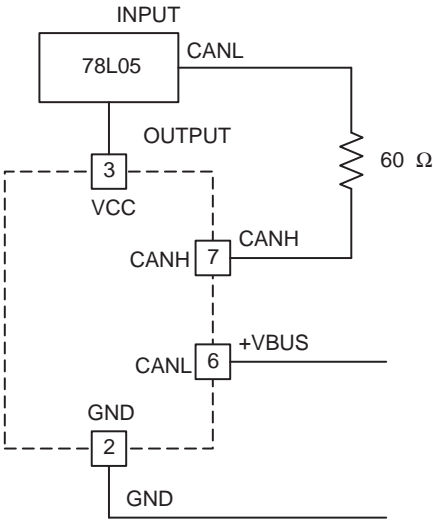 INPUT
78L05
CANL
OUTPUT
60 Ω
3
VCC
CANH
CANH
7
+VBUS
CANL
6
GND
2
GND